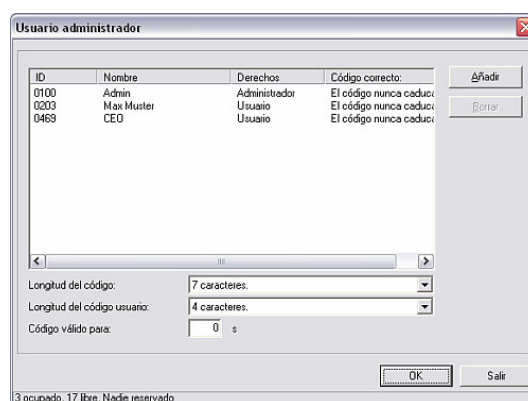 Usuario administrador
ID Nombre Derechos Código correcto:
0100 Admin Administrador El código nunca caduca
0203 Max Muster Usuario El código nunca caduca
0469 CEO Usuario El código nunca caduca
Añadir
Borrar
Longitud del código: 7 caracteres.
Longitud del código usuario: 4 caracteres.
Código válido para: 0 s
OK Salir
3 ocupado, 17 libre, Nadie reservado